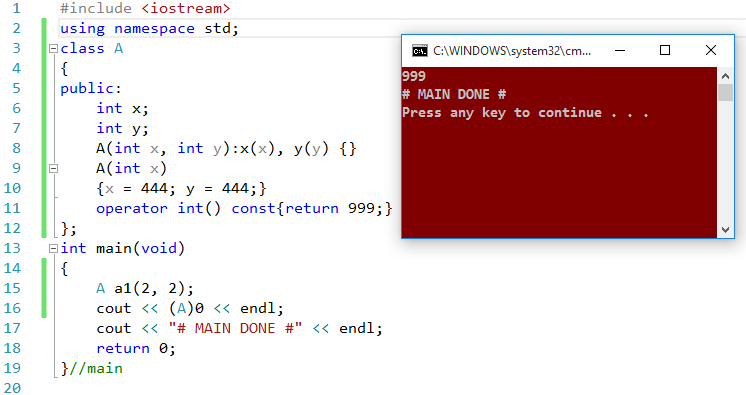 1 #include <iostream>
2 using namespace std;
3 class A
4 {
5 public:
6 int x;
7 int y;
8 A(int x, int y):x(x), y(y) {}
9 A(int x)
10 {x = 444; y = 444;}
11 operator int() const{return 999;}
12 };
13 int main(void)
14 {
15 A a1(2, 2);
16 cout << (A)0 << endl;
17 cout << "# MAIN DONE #" << endl;
18 return 0;
19 }//main
20
C:\WINDOWS\system32\cm...
999
# MAIN DONE #
Press any key to continue . . .